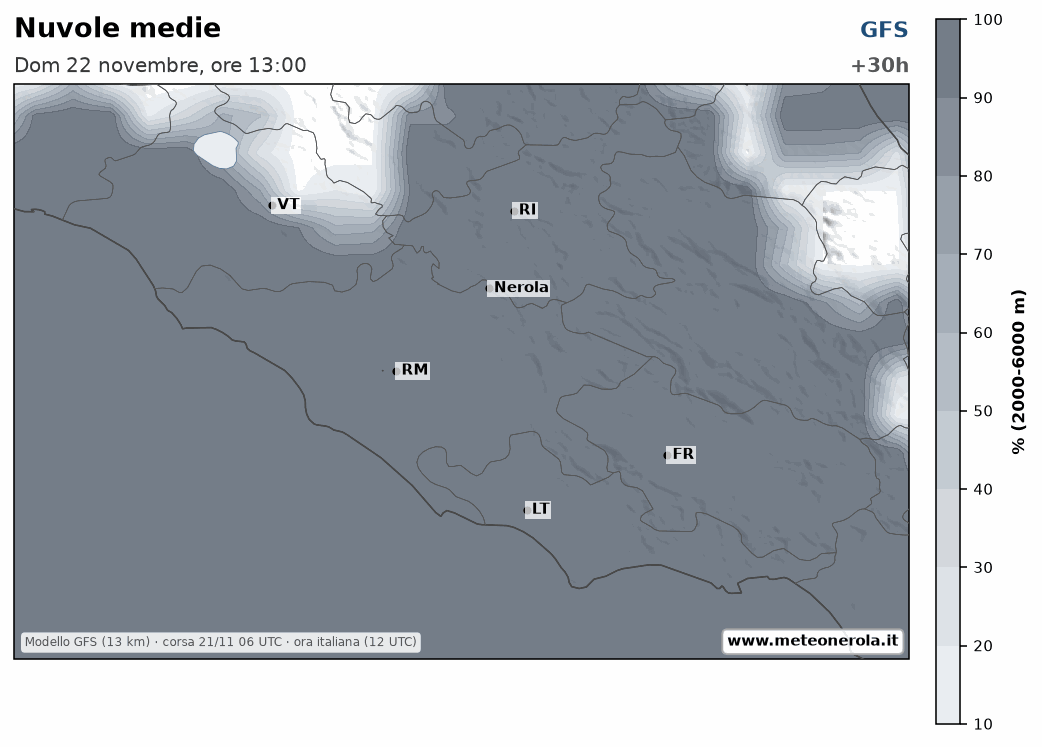 Nuvole medie
GFS
Dom 22 novembre, ore 13:00
+30h
VT
RI
Nerola
RM
FR
LT
Modello GFS (13 km) · corsa 21/11 06 UTC · ora italiana (12 UTC)
www.meteonerola.it
100
90
80
70
60
50
40
30
20
10
% (2000-6000 m)